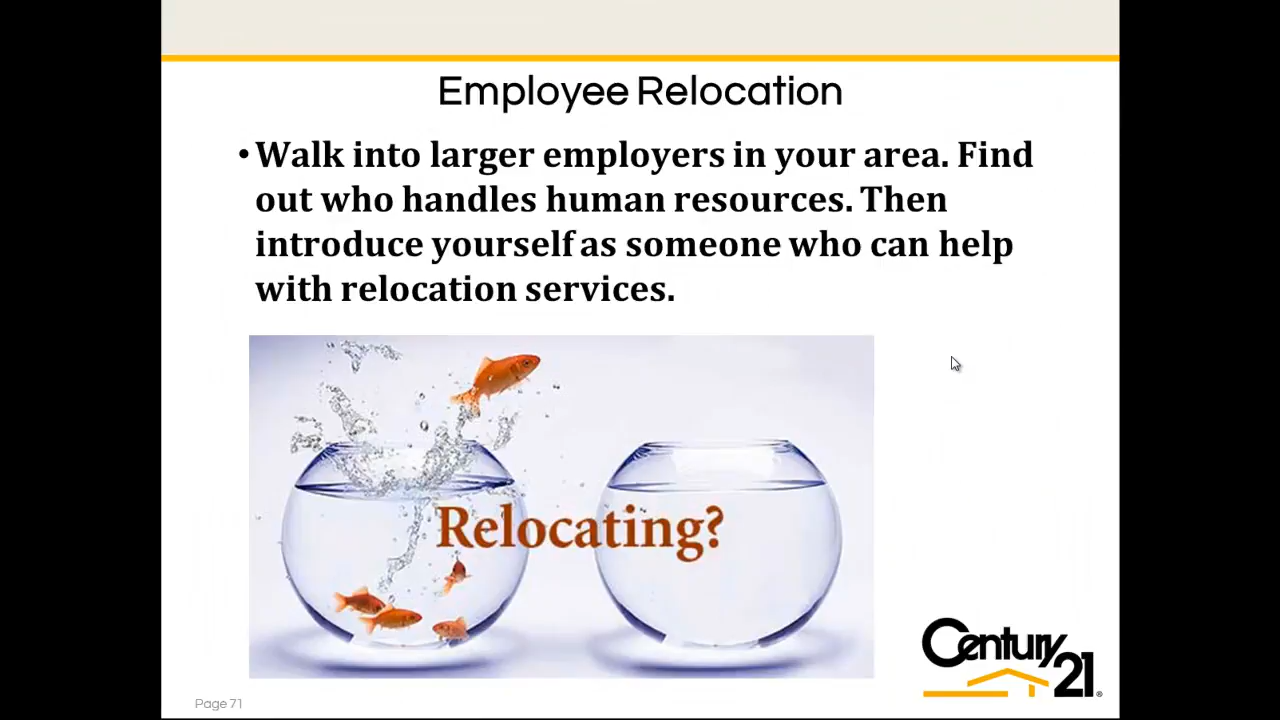 Employee Relocation
• Walk into larger employers in your area. Find
out who handles human resources. Then
introduce yourself as someone who can help
with relocation services.
Relocating?
Century
21
Page 71